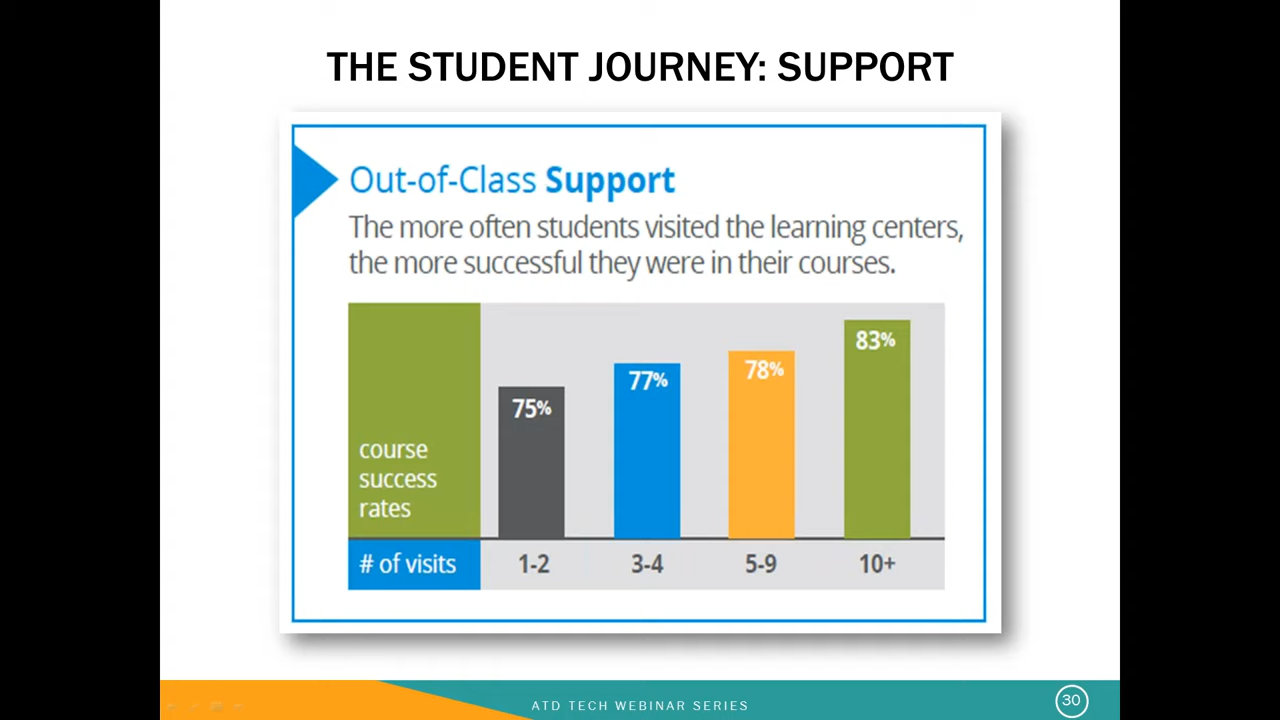 THE STUDENT JOURNEY: SUPPORT
Out-of-Class Support
The more often students visited the learning centers,
the more successful they were in their courses.
75%
77%
78%
83%
course
success
rates
# of visits
1-2
3-4
5-9
10+
ATD TECH WEBINAR SERIES
30